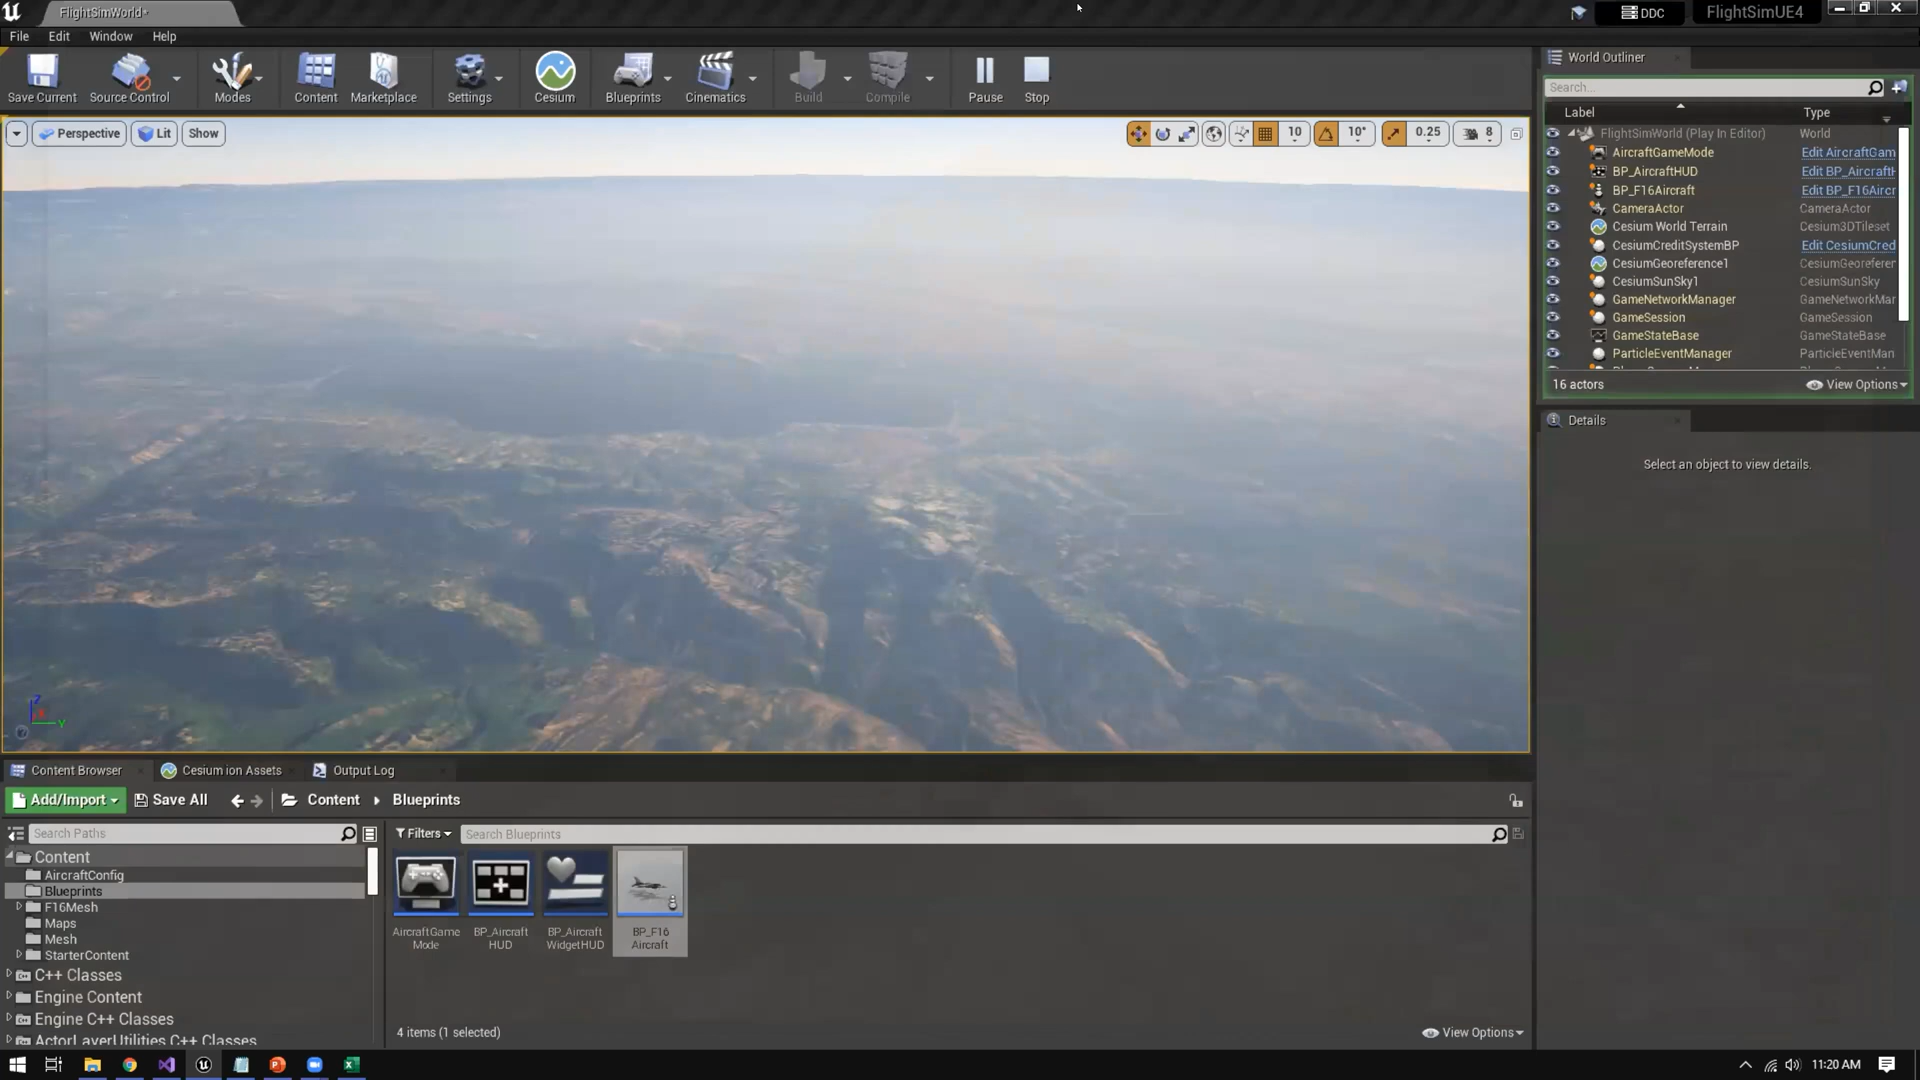 FlightSimWorld*
DDC
FlightSimUE4
File
Edit
Window
Help
Save Current
Source Control
Modes
Content
Marketplace
Settings
Cesium
Blueprints
Cinematics
Build
Compile
Pause
Stop
World Outliner
Search...
Label
Type
FlightSimWorld (Play In Editor)
World
AircraftGameMode
Edit AircraftGam
BP_AircraftHUD
Edit BP_AircraftH
BP_F16Aircraft
Edit BP_F16Aircr
CameraActor
CameraActor
Cesium World Terrain
Cesium3DTileset
CesiumCreditSystemBP
Edit CesiumCred
CesiumGeoreference1
CesiumGeorefer
CesiumSunSky1
CesiumSunSky
GameNetworkManager
GameNetworkMar
GameSession
GameSession
GameStateBase
GameStateBase
ParticleEventManager
ParticleEventMan
16 actors
View Options
Details
Select an object to view details.
Perspective
Lit
Show
10
10°
0.25
8
Z
Y
Content Browser
Cesium ion Assets
Output Log
Add/Import
Save All
Content
Blueprints
Search Paths
Filters
Search Blueprints
Content
AircraftConfig
Blueprints
F16Mesh
Maps
Mesh
StarterContent
C++ Classes
Engine Content
Engine C++ Classes
ActorLayerUtilities C++ Classes
AircraftGame
Mode
BP_Aircraft
HUD
BP_Aircraft
WidgetHUD
BP_F16
Aircraft
4 items (1 selected)
View Options
11:20 AM